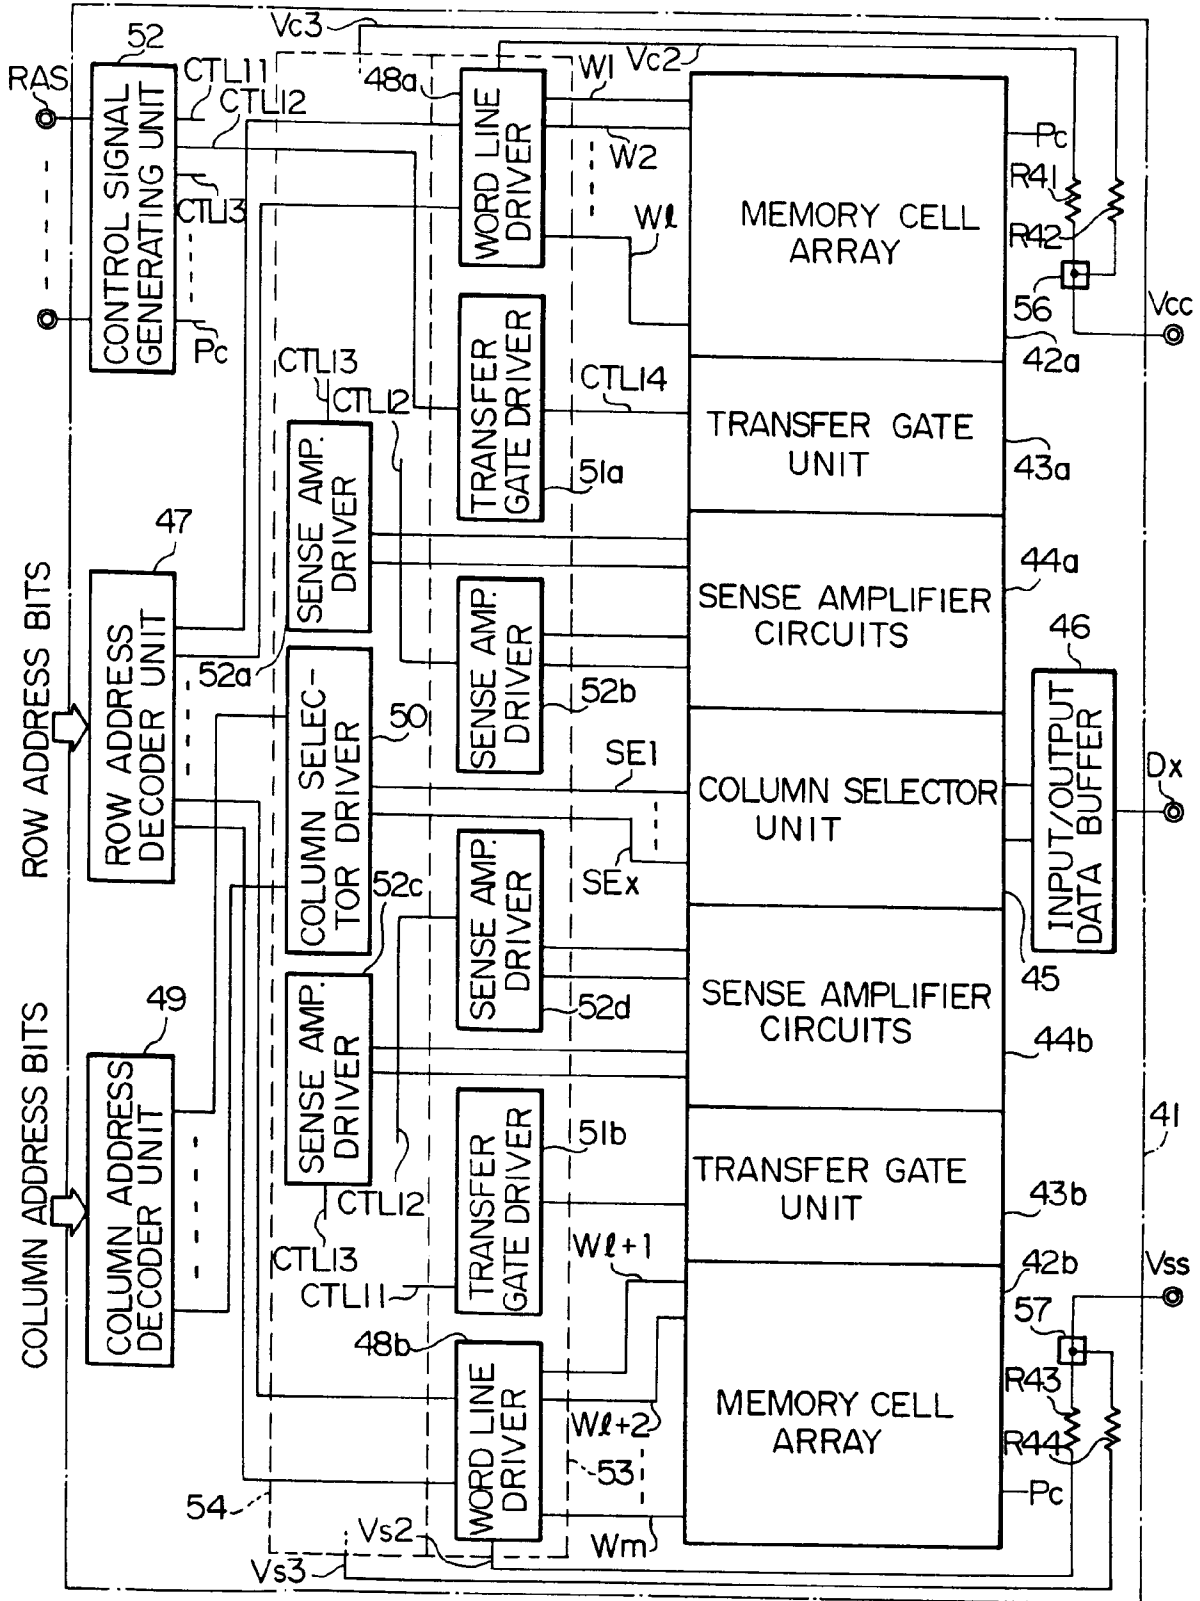 Vc3
Vc2
52
RAS
CTL11
CTL12
CTL13
Pc
CONTROL SIGNAL
GENERATING UNIT
48a
WORD LINE
DRIVER
W1
W2
Wℓ
MEMORY CELL
ARRAY
Pc
R41
R42
56
Vcc
42a
CTL13
CTL12
TRANSFER
GATE DRIVER
51a
CTL14
TRANSFER GATE
UNIT
43a
SENSE AMP.
DRIVER
52a
47
ROW ADDRESS BITS
ROW ADDRESS
DECODER UNIT
SENSE AMP.
DRIVER
52b
SENSE AMPLIFIER
CIRCUITS
44a
46
INPUT/OUTPUT
DATA BUFFER
Dx
COLUMN SELEC-
TOR DRIVER
50
SE1
SEx
COLUMN SELECTOR
UNIT
45
52c
SENSE AMP.
DRIVER
52d
SENSE AMP.
DRIVER
SENSE AMPLIFIER
CIRCUITS
44b
49
COLUMN ADDRESS BITS
COLUMN ADDRESS
DECODER UNIT
CTL12
CTL13
CTL11
TRANSFER
GATE DRIVER
51b
TRANSFER GATE
UNIT
43b
41
Wℓ+1
42b
Vss
57
48b
WORD LINE
DRIVER
Wℓ+2
MEMORY CELL
ARRAY
R43
R44
Pc
53
54
Wm
Vs2
Vs3